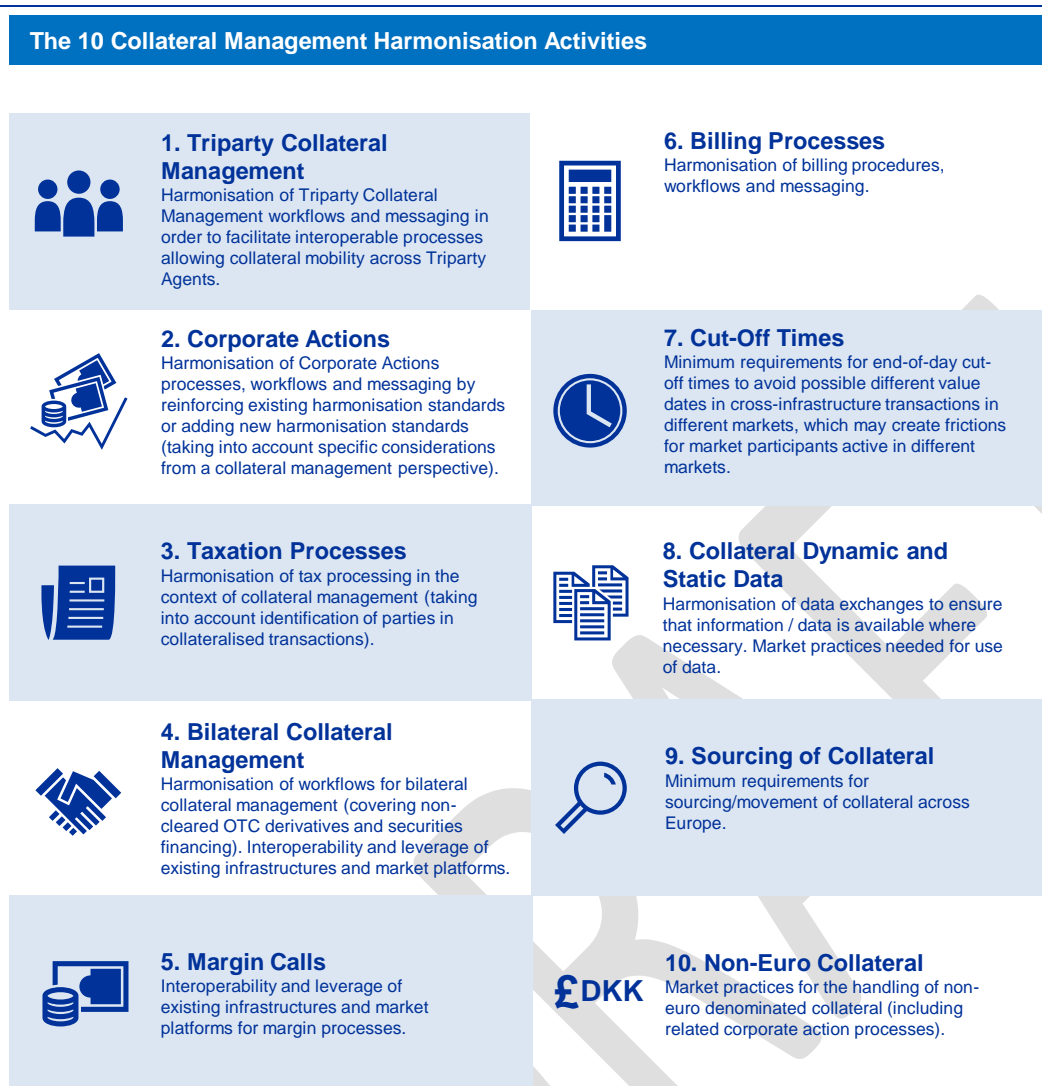 The 10 Collateral Management Harmonisation Activities
1. Triparty Collateral
Management
Harmonisation of Triparty Collateral
Management workflows and messaging in
order to facilitate interoperable processes
allowing collateral mobility across Triparty
Agents.
2. Corporate Actions
Harmonisation of Corporate Actions
processes, workflows and messaging by
reinforcing existing harmonisation standards
or adding new harmonisation standards
(taking into account specific considerations
from a collateral management perspective).
3. Taxation Processes
Harmonisation of tax processing in the
context of collateral management (taking
into account identification of parties in
collateralised transactions).
4. Bilateral Collateral
Management
Harmonisation of workflows for bilateral
collateral management (covering non-
cleared OTC derivatives and securities
financing). Interoperability and leverage of
existing infrastructures and market platforms.
5. Margin Calls
Interoperability and leverage of
existing infrastructures and market
platforms for margin processes.
6. Billing Processes
Harmonisation of billing procedures,
workflows and messaging.
7. Cut-Off Times
Minimum requirements for end-of-day cut-
off times to avoid possible different value
dates in cross-infrastructure transactions in
different markets, which may create frictions
for market participants active in different
markets.
8. Collateral Dynamic and
Static Data
Harmonisation of data exchanges to ensure
that information / data is available where
necessary. Market practices needed for use
of data.
9. Sourcing of Collateral
Minimum requirements for
sourcing/movement of collateral across
Europe.
£DKK
10. Non-Euro Collateral
Market practices for the handling of non-
euro denominated collateral (including
related corporate action processes).